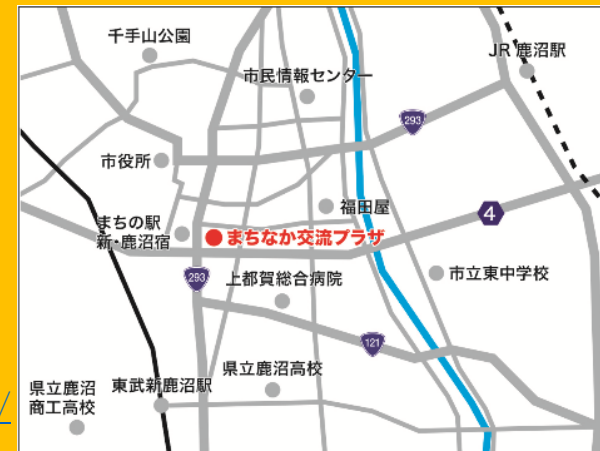 千手山公園
JR 鹿沼駅
市民情報センター
293
市役所
福田屋
4
まちの駅
新・鹿沼宿
まちなか交流プラザ
293
上都賀総合病院
市立東中学校
121
県立鹿沼高校
県立鹿沼
商工高校
東武新鹿沼駅
/